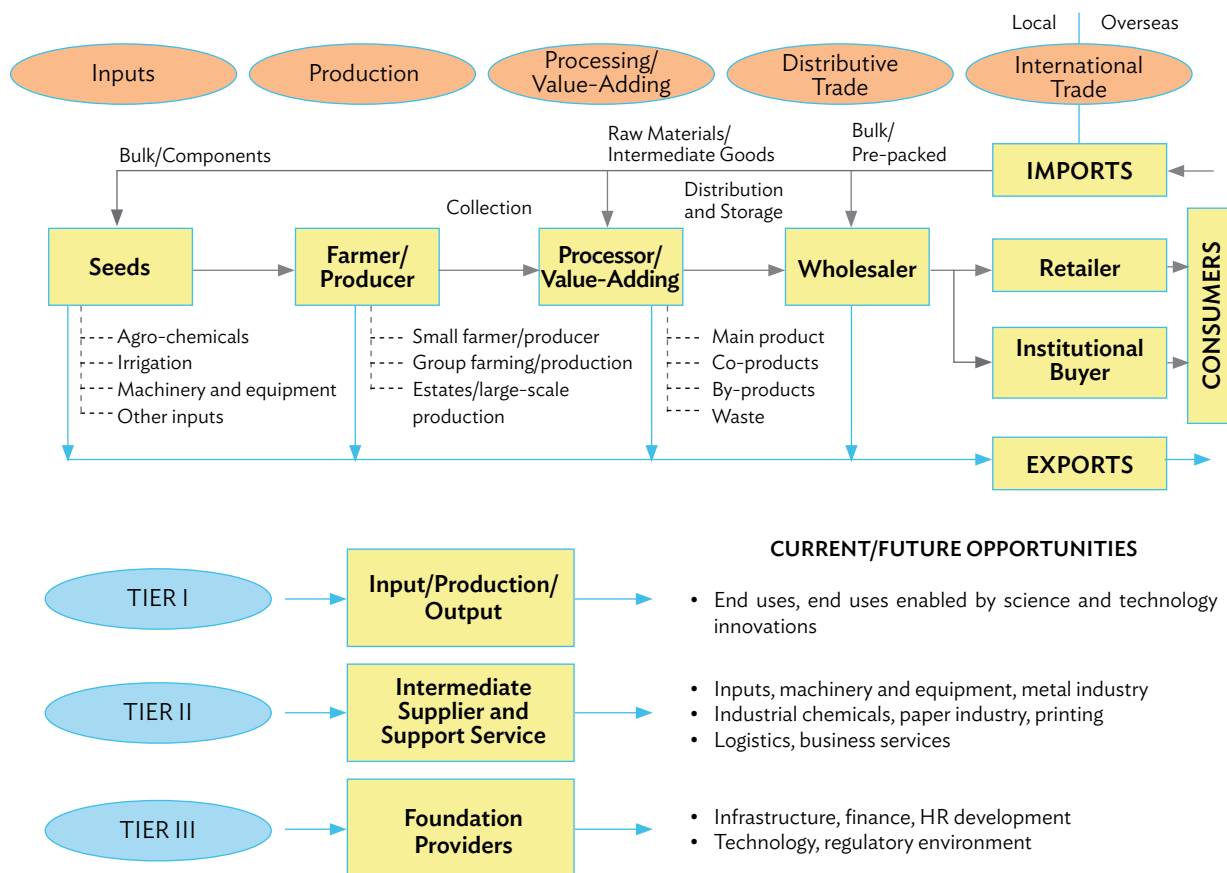 Local
Overseas
Inputs
Production
Processing/
Value-Adding
Distributive
Trade
International
Trade
Bulk/Components
Raw Materials/
Intermediate Goods
Bulk/
Pre-packed
IMPORTS
Collection
Distribution
and Storage
Seeds
Farmer/
Producer
Processor/
Value-Adding
Wholesaler
Retailer
Institutional
Buyer
CONSUMERS
Agro-chemicals
Irrigation
Machinery and equipment
Other inputs
Small farmer/producer
Group farming/production
Estates/large-scale
production
Main product
Co-products
By-products
Waste
EXPORTS
CURRENT/FUTURE OPPORTUNITIES
TIER I
Input/Production/
Output
• End uses, end uses enabled by science and technology
innovations
TIER II
Intermediate
Supplier and
Support Service
• Inputs, machinery and equipment, metal industry
• Industrial chemicals, paper industry, printing
• Logistics, business services
TIER III
Foundation
Providers
• Infrastructure, finance, HR development
• Technology, regulatory environment